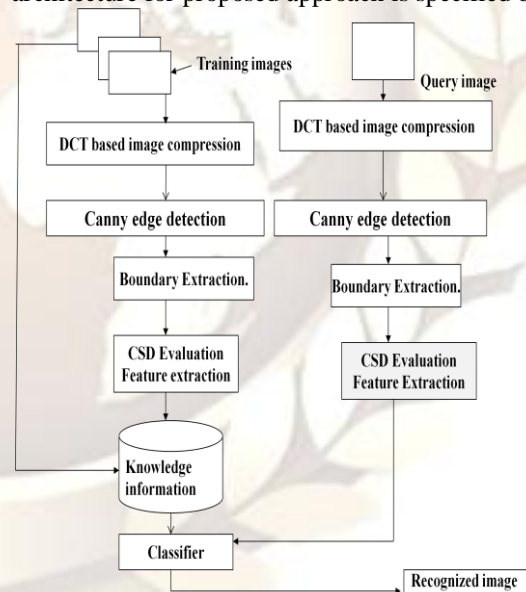 architecture for proposed approach is specified
Training images
Query image
DCT based image compression
DCT based image compression
Canny edge detection
Canny edge detection
Boundary Extraction.
Boundary Extraction.
CSD Evaluation
Feature extraction
CSD Evaluation
Feature Extraction
Knowledge
information
Classifier
Recognized image